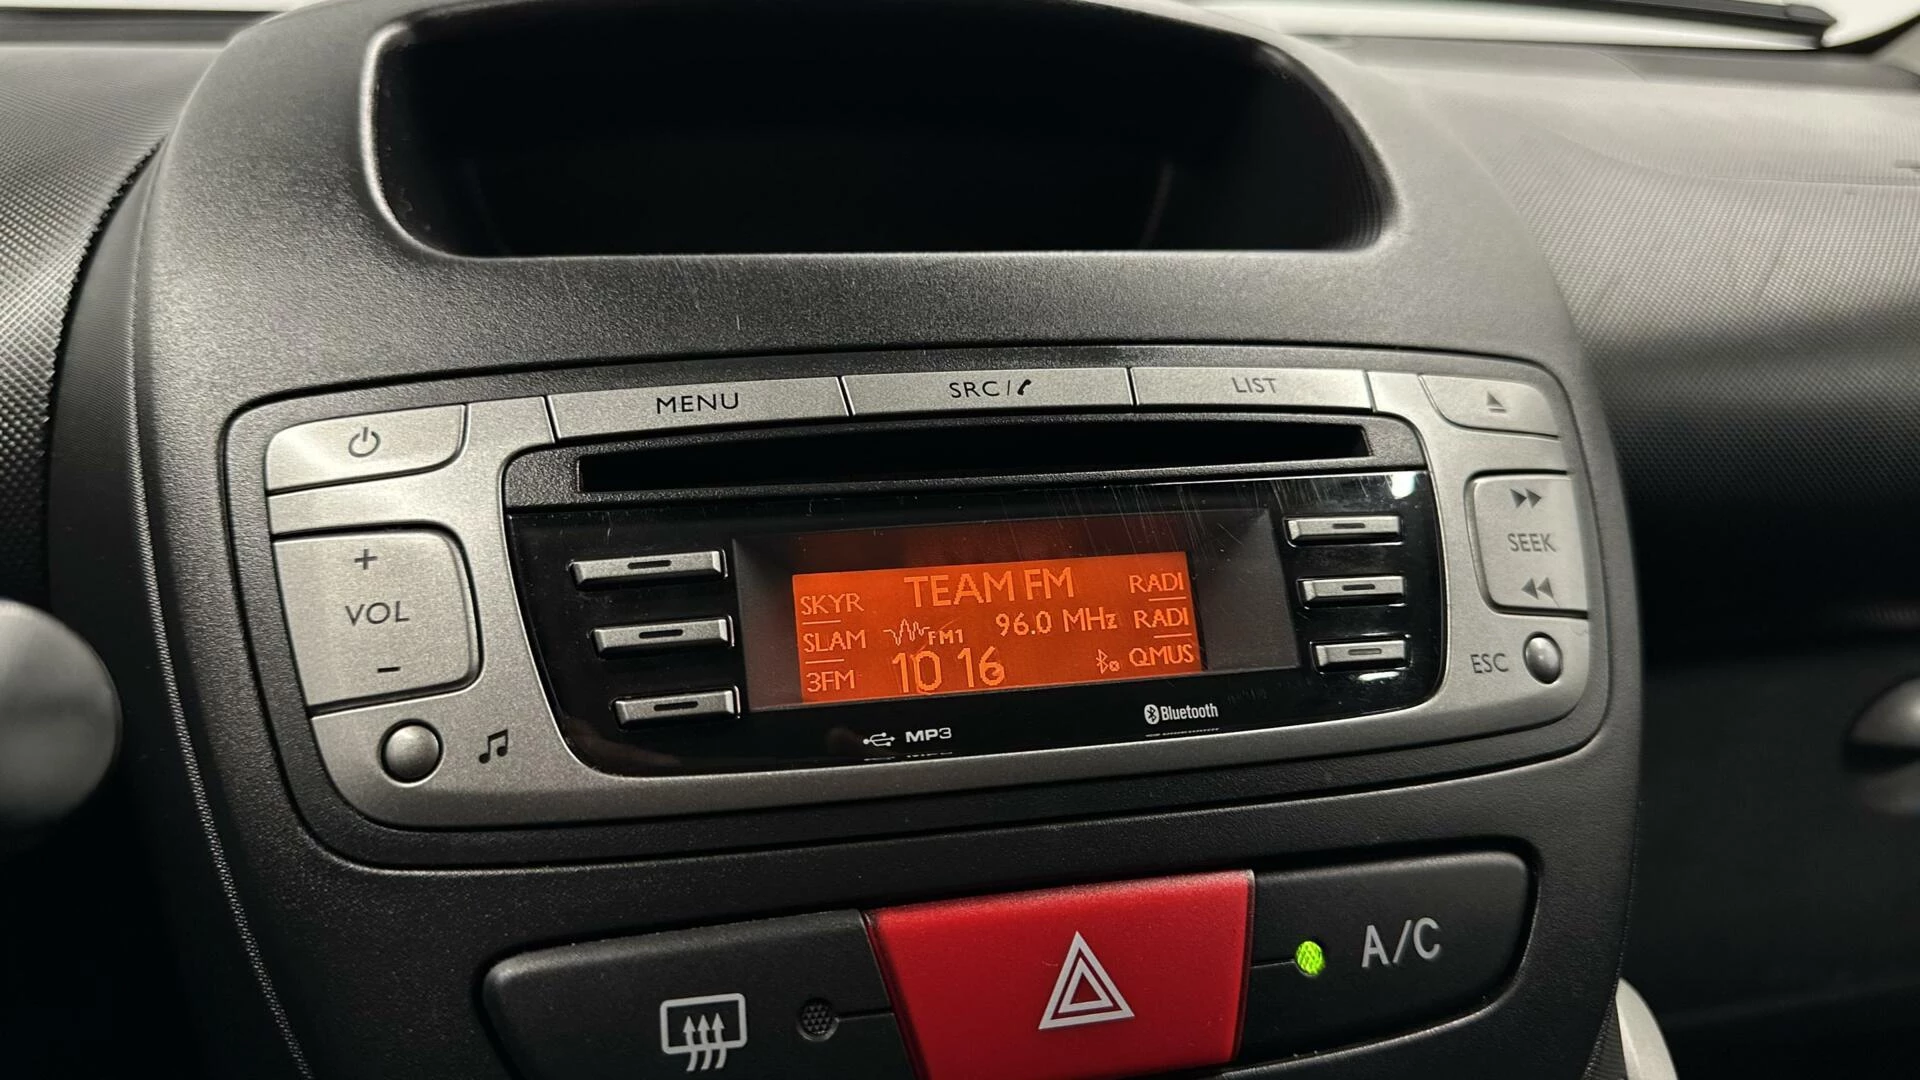 MENU
SRC/
LIST
+
VOL
-
SEEK
ESC
TEAM FM
SKYR
RADI
96.0 MHz
RADI
SLAM
FM1
10 16
QMUS
3FM
MP3
Bluetooth
A/C